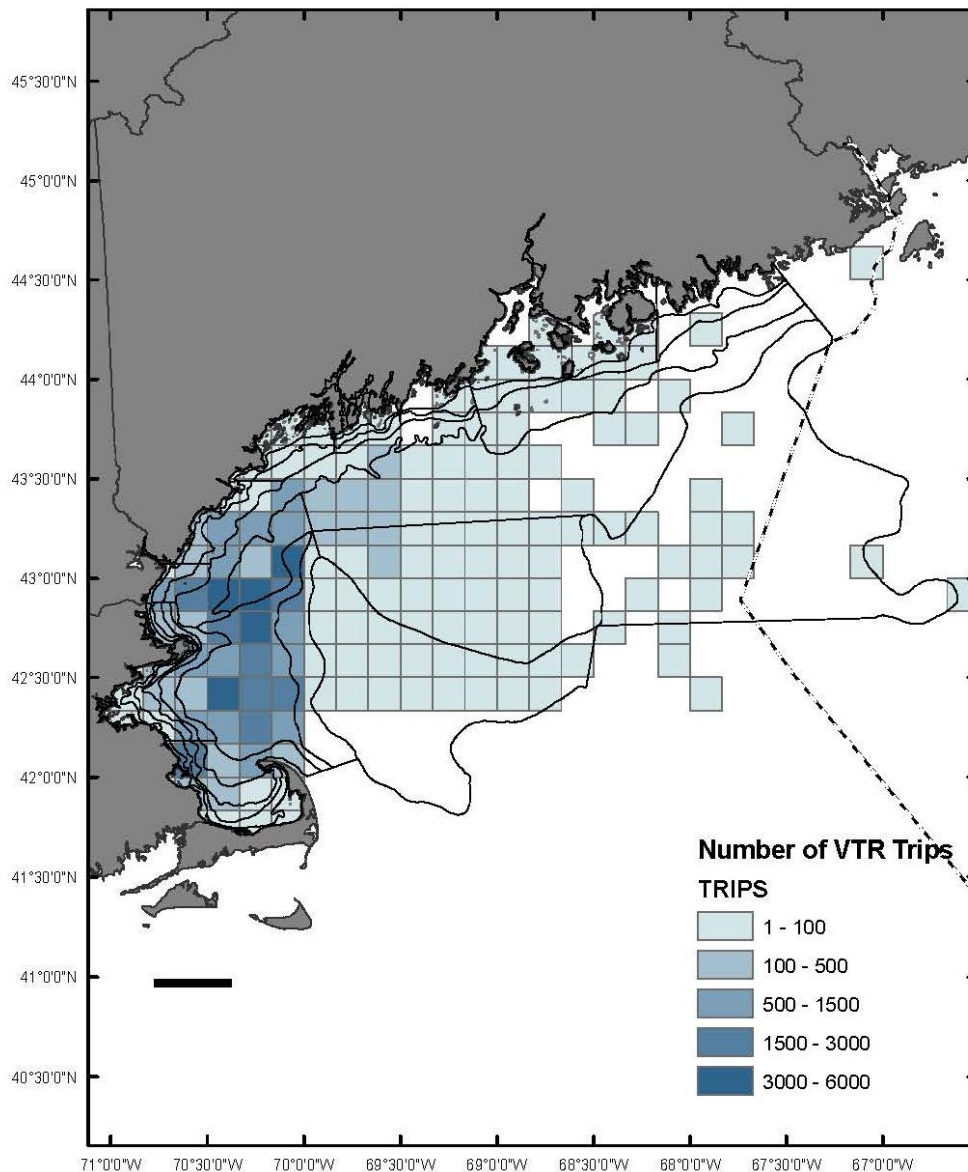 45°30'0"N
45°0'0"N
44°30'0"N
44°0'0"N
43°30'0"N
43°0'0"N
42°30'0"N
42°0'0"N
41°30'0"N
41°0'0"N
40°30'0"N
Number of VTR Trips
TRIPS
1 - 100
100 - 500
500 - 1500
1500 - 3000
3000 - 6000
71°0'0"W 70°30'0"W 70°0'0"W 69°30'0"W 69°0'0"W 68°30'0"W 68°0'0"W 67°30'0"W 67°0'0"W